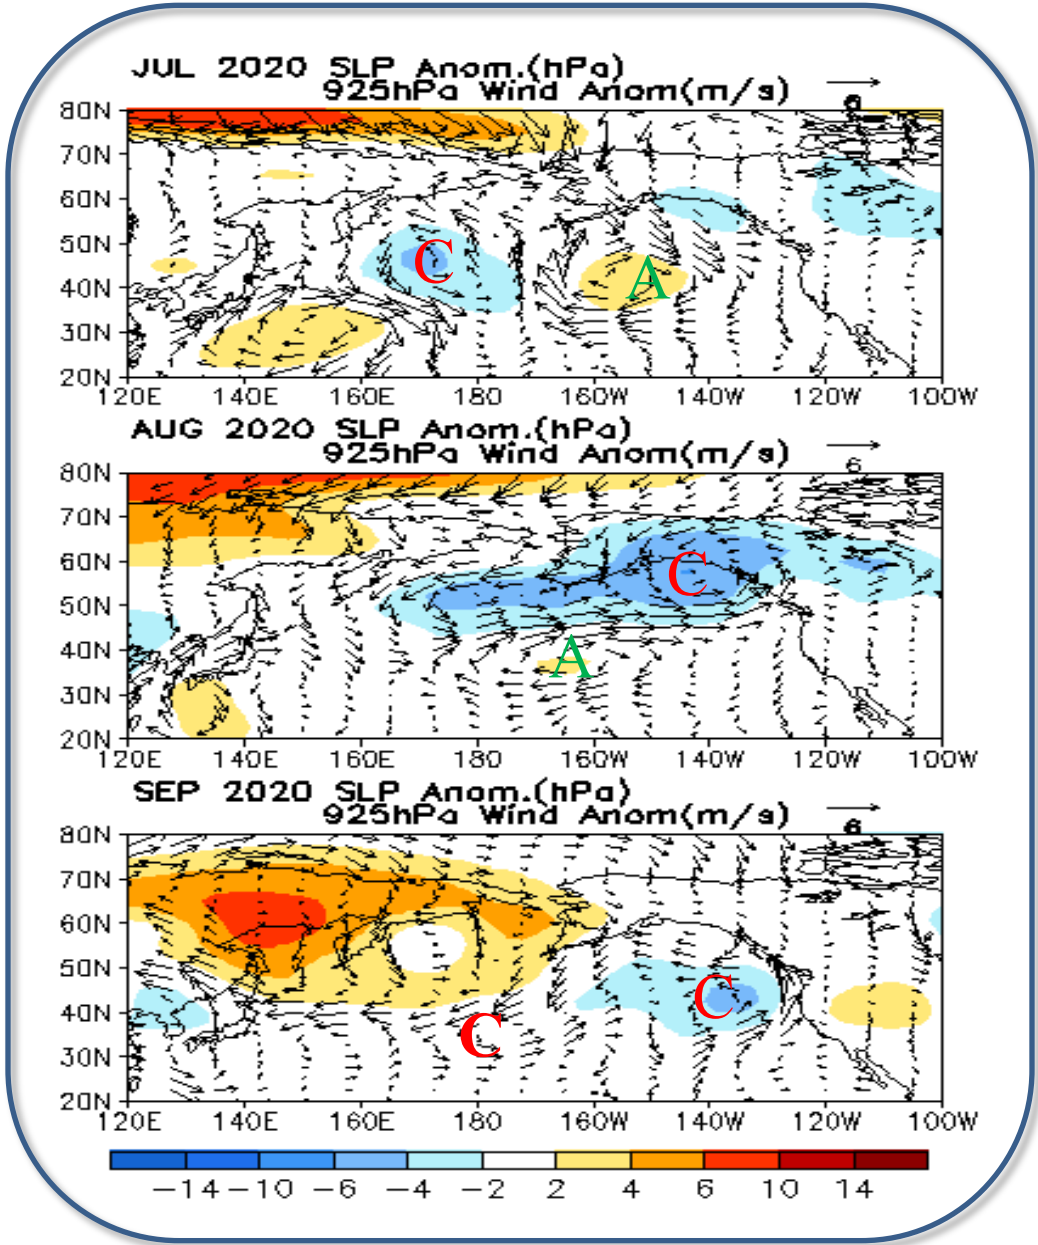 JUL 2020 SLP Anom.(hPa)
925hPa Wind Anom(m/s)
6
80N
70N
60N
50N
40N
30N
20N
C
A
120E 140E 160E 180 160W 140W 120W 100W
AUG 2020 SLP Anom.(hPa)
925hPa Wind Anom(m/s)
6
80N
70N
60N
50N
40N
30N
20N
C
A
120E 140E 160E 180 160W 140W 120W 100W
SEP 2020 SLP Anom.(hPa)
925hPa Wind Anom(m/s)
6
80N
70N
60N
50N
40N
30N
20N
C
C
120E 140E 160E 180 160W 140W 120W 100W
-14 -10 -6 -4 -2 2 4 6 10 14